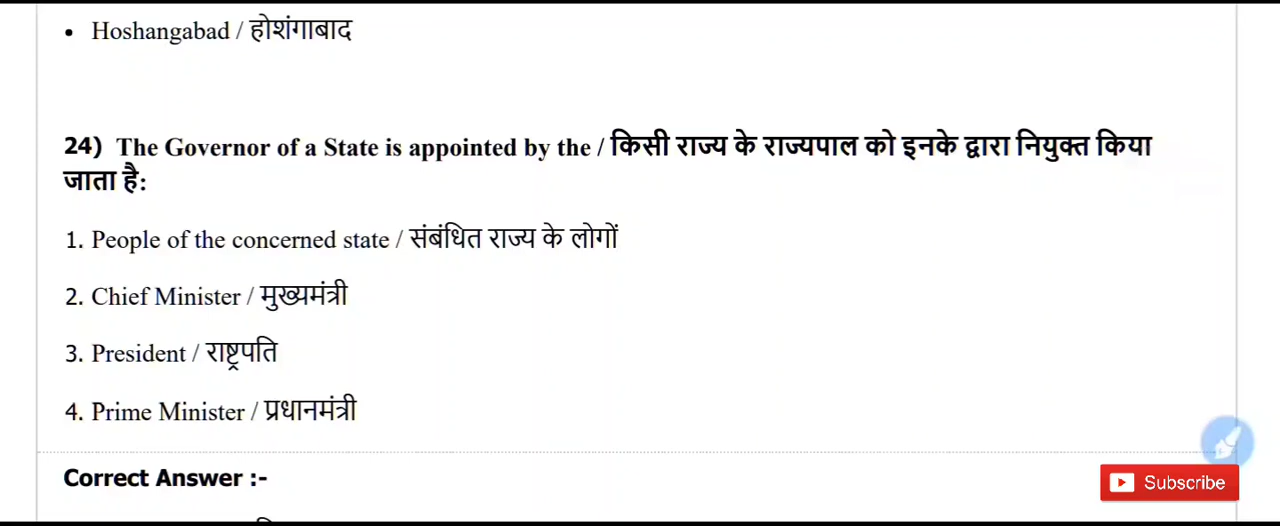 • Hoshangabad / होशंगाबाद
24) The Governor of a State is appointed by the / किसी राज्य के राज्यपाल को इनके द्वारा नियुक्त किया
जाता है:
1. People of the concerned state / संबंधित राज्य के लोगों
2. Chief Minister / मुख्यमंत्री
3. President / राष्ट्रपति
4. Prime Minister / प्रधानमंत्री
Correct Answer :-
Subscribe